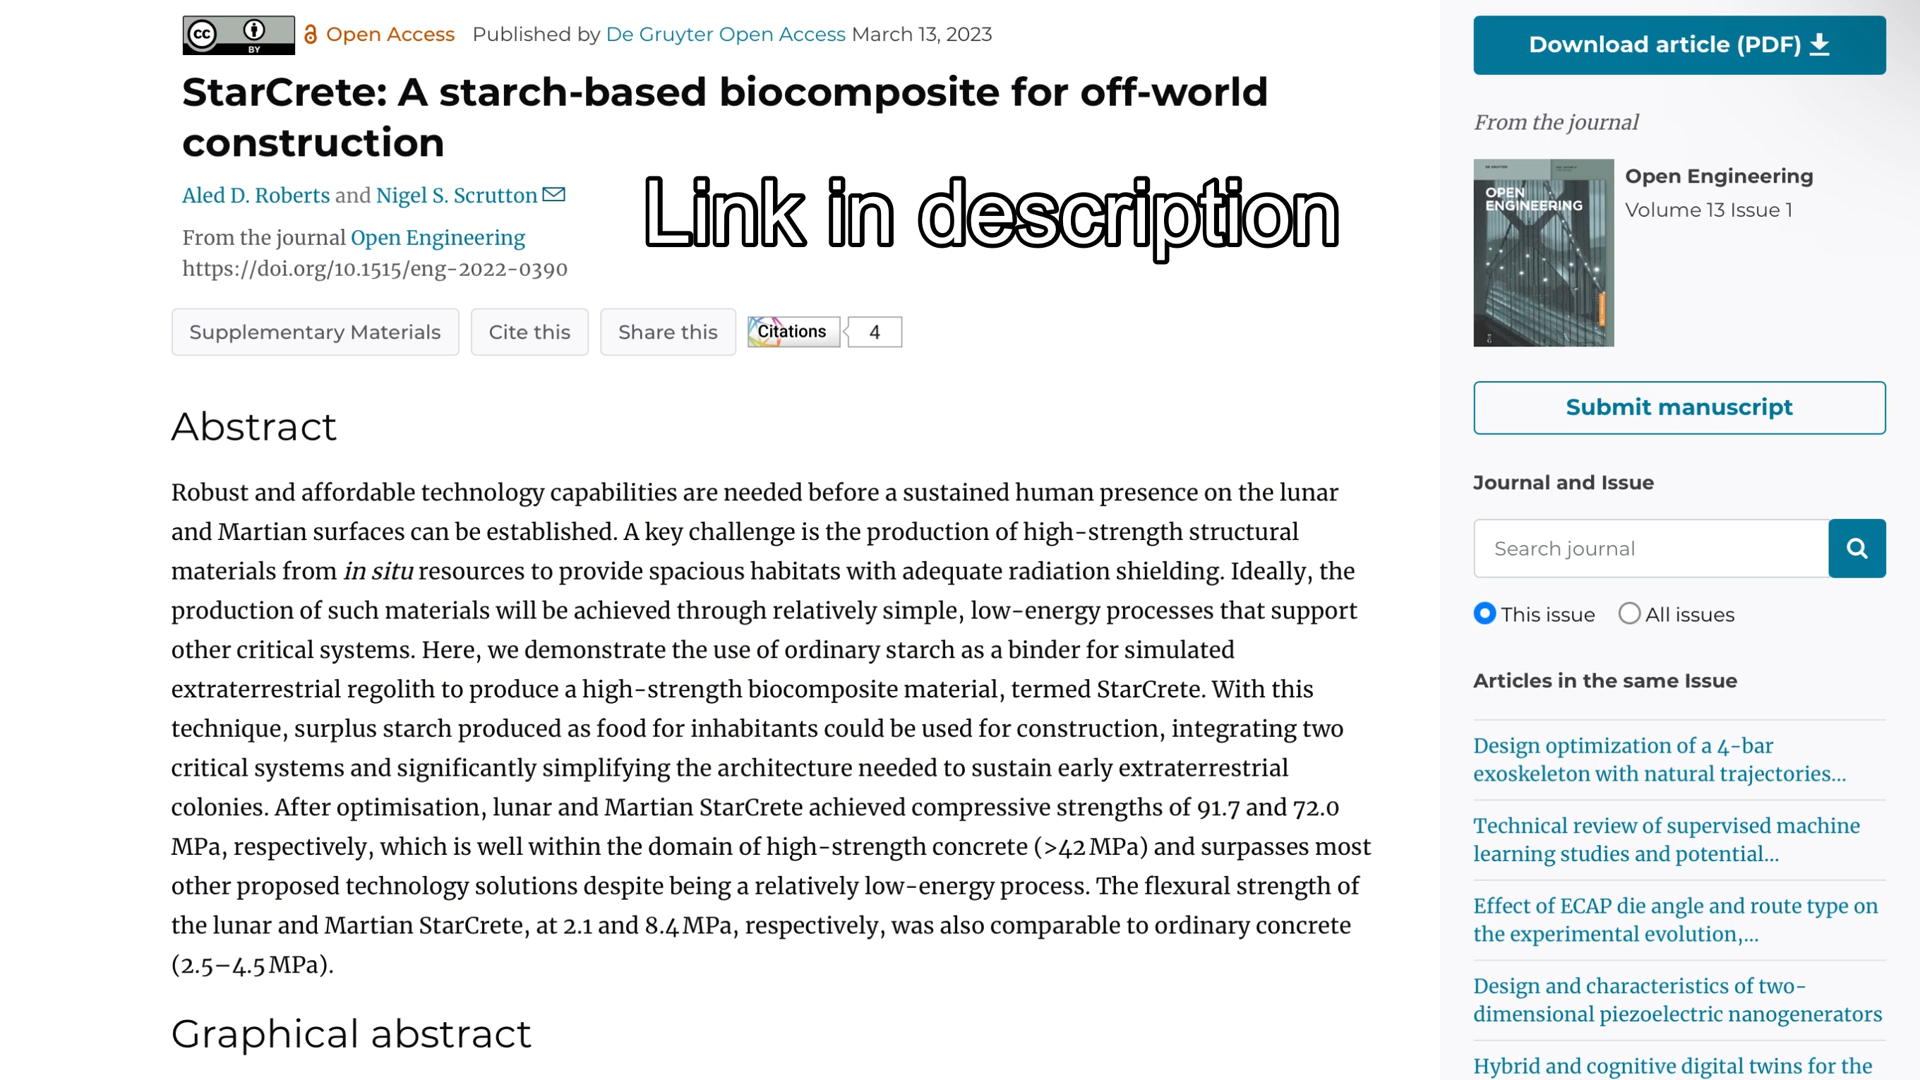 cc BY Open Access Published by De Gruyter Open Access March 13, 2023
StarCrete: A starch-based biocomposite for off-world
construction
Aled D. Roberts and Nigel S. Scrutton
From the journal Open Engineering
https://doi.org/10.1515/eng-2022-0390
Link in description
Supplementary Materials
Cite this
Share this
Citations 4
Abstract
Robust and affordable technology capabilities are needed before a sustained human presence on the lunar
and Martian surfaces can be established. A key challenge is the production of high-strength structural
materials from in situ resources to provide spacious habitats with adequate radiation shielding. Ideally, the
production of such materials will be achieved through relatively simple, low-energy processes that support
other critical systems. Here, we demonstrate the use of ordinary starch as a binder for simulated
extraterrestrial regolith to produce a high-strength biocomposite material, termed StarCrete. With this
technique, surplus starch produced as food for inhabitants could be used for construction, integrating two
critical systems and significantly simplifying the architecture needed to sustain early extraterrestrial
colonies. After optimisation, lunar and Martian StarCrete achieved compressive strengths of 91.7 and 72.0
MPa, respectively, which is well within the domain of high-strength concrete (>42 MPa) and surpasses most
other proposed technology solutions despite being a relatively low-energy process. The flexural strength of
the lunar and Martian StarCrete, at 2.1 and 8.4 MPa, respectively, was also comparable to ordinary concrete
(2.5–4.5 MPa).
Graphical abstract
Download article (PDF)
From the journal
OPEN
ENGINEERING
Open Engineering
Volume 13 Issue 1
Submit manuscript
Journal and Issue
Search journal
This issue
All issues
Articles in the same Issue
Design optimization of a 4-bar
exoskeleton with natural trajectories...
Technical review of supervised machine
learning studies and potential...
Effect of ECAP die angle and route type on
the experimental evolution,...
Design and characteristics of two-
dimensional piezoelectric nanogenerators
Hybrid and cognitive digital twins for the